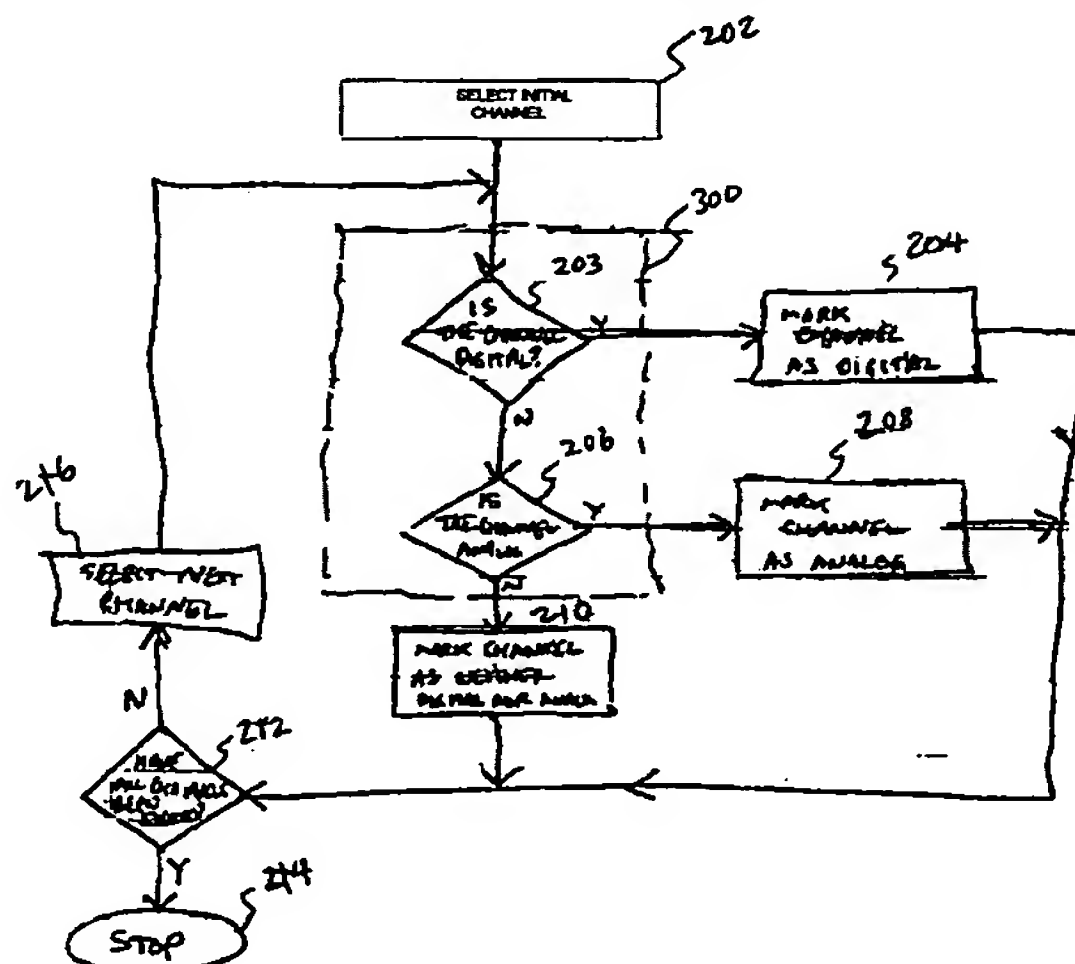 202
SELECT INITIAL
CHANNEL
300
203
IS
THE CHANNEL
DIGITAL?
Y
204
MARK
CHANNEL
AS DIGITAL
N
206
IS
THE CHANNEL
ANALOG
Y
208
MARK
CHANNEL
AS ANALOG
N
210
MARK CHANNEL
AS NEITHER
DIGITAL NOR ANALOG
216
SELECT NEXT
CHANNEL
N
212
HAVE
ALL CHANNELS
BEEN
Y
214
STOP